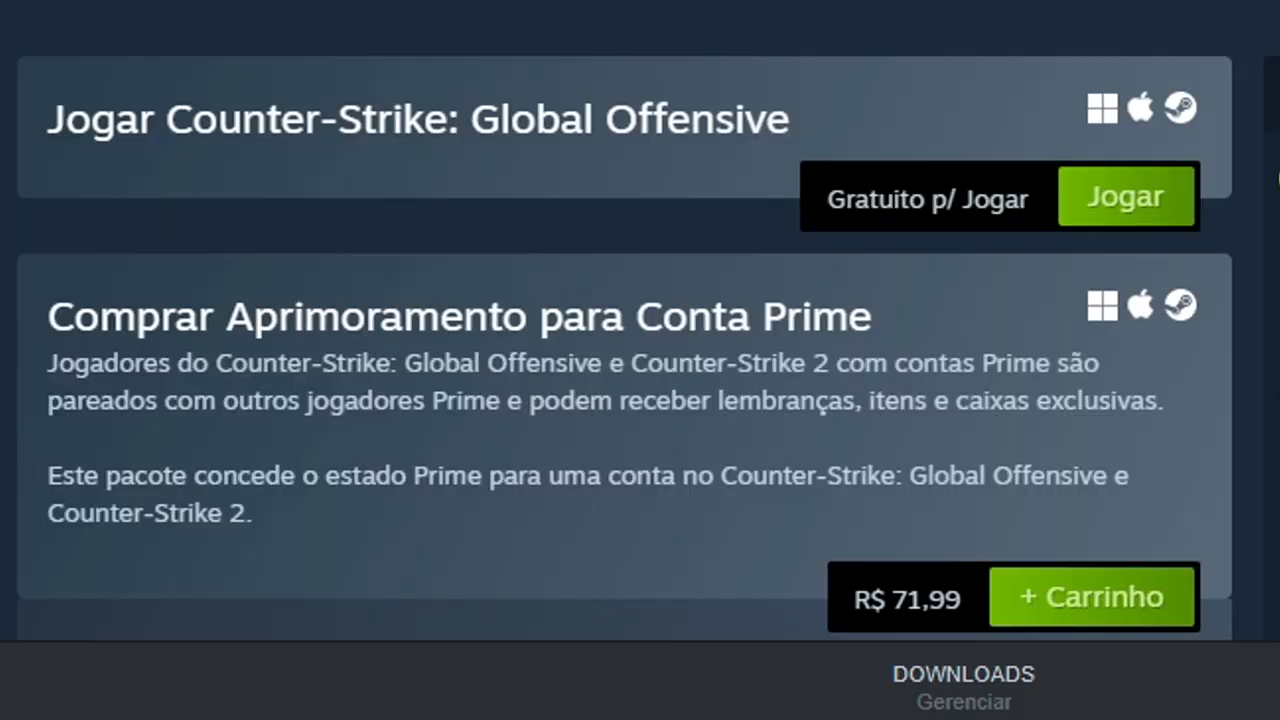 Jogar Counter-Strike: Global Offensive
Gratuito p/ Jogar
Jogar
Comprar Aprimoramento para Conta Prime
Jogadores do Counter-Strike: Global Offensive e Counter-Strike 2 com contas Prime são
pareados com outros jogadores Prime e podem receber lembranças, itens e caixas exclusivas.
Este pacote concede o estado Prime para uma conta no Counter-Strike: Global Offensive e
Counter-Strike 2.
R$ 71,99
+ Carrinho
DOWNLOADS
Gerenciar